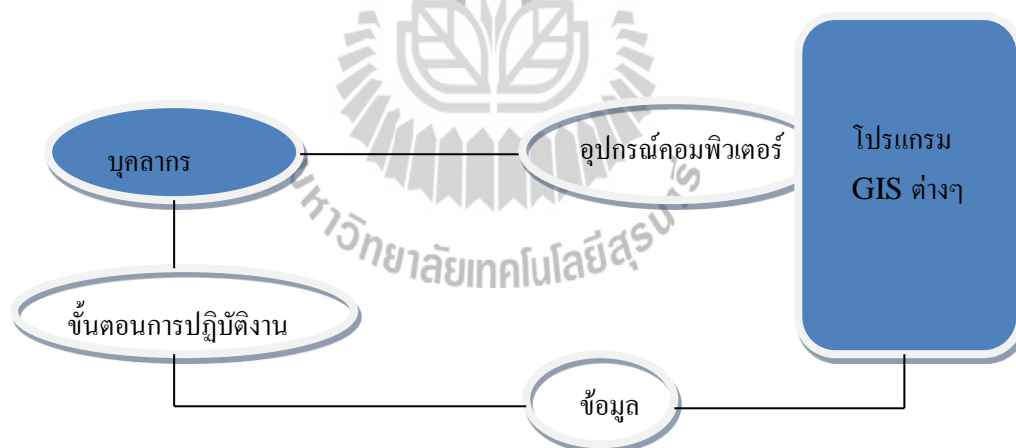 บุคลากร
อุปกรณ์คอมพิวเตอร์
โปรแกรม
GIS ต่างๆ
ขั้นตอนการปฏิบัติงาน
ข้อมูล
มหาวิทยาลัยเทคโนโลยีสุรนารี